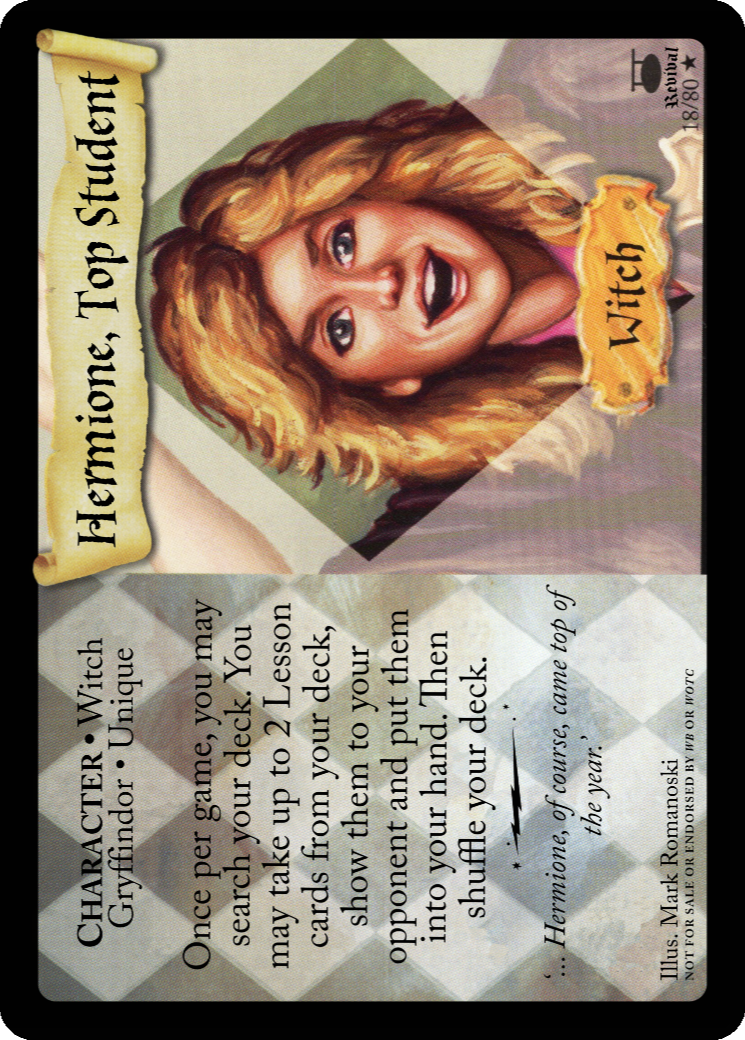 Hermione, Top Student
CHARACTER • Witch
Gryffindor • Unique
Once per game, you may
search your deck. You
may take up to 2 Lesson
cards from your deck,
show them to your
opponent and put them
into your hand. Then
shuffle your deck.
‘... Hermione, of course, came top of
the year.’
Illus. Mark Romanoski
NOT FOR SALE OR ENDORSED BY WB OR WOTC
Witch
Revival
18/80 ★